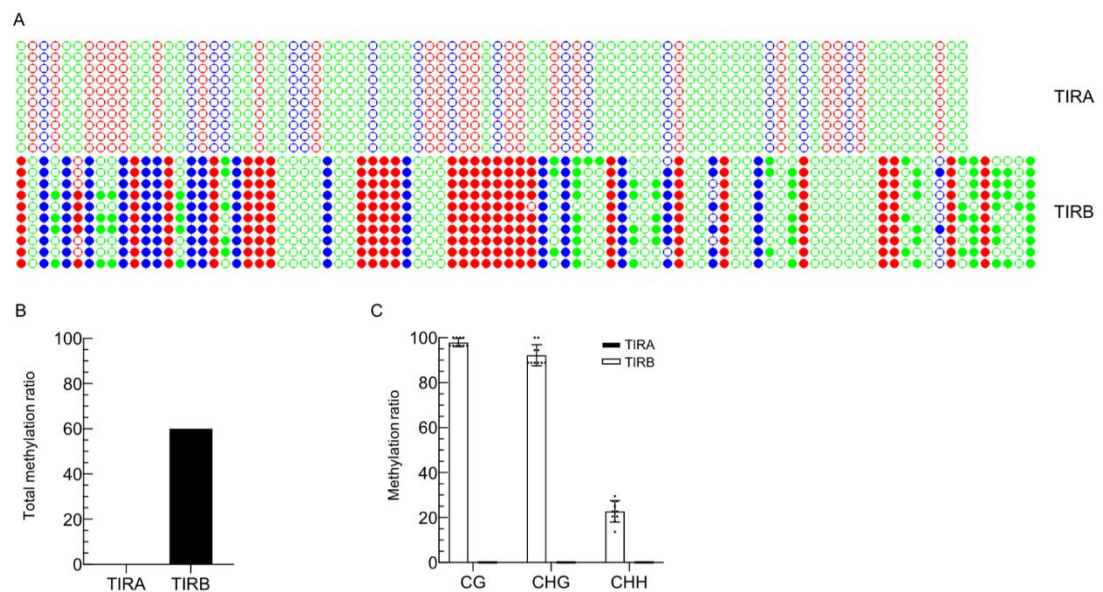 A
TIRA
TIRB
B
Total methylation ratio
100
80
60
40
20
0
TIRA TIRB
C
Methylation ratio
100
80
60
40
20
0
CG CHG CHH
TIRA
TIRB